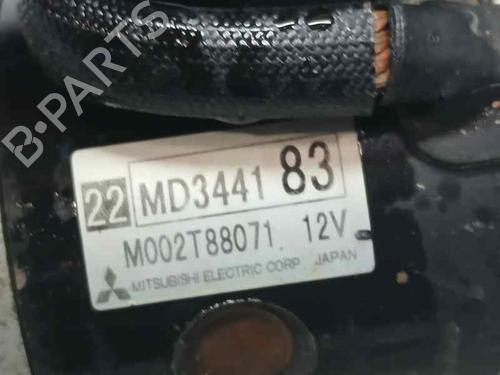 B-PARTS
22 MD3441 83
M002T88071 12V
MITSUBISHI ELECTRIC CORP. JAPAN